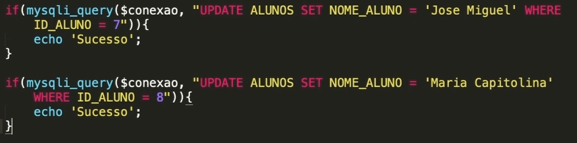 if(mysqli_query($conexao, "UPDATE ALUNOS SET NOME_ALUNO = 'Jose Miguel' WHERE
ID_ALUNO = 7")){
echo 'Sucesso';
}
if(mysqli_query($conexao, "UPDATE ALUNOS SET NOME_ALUNO = 'Maria Capitolina'
WHERE ID_ALUNO = 8")){
echo 'Sucesso';
}